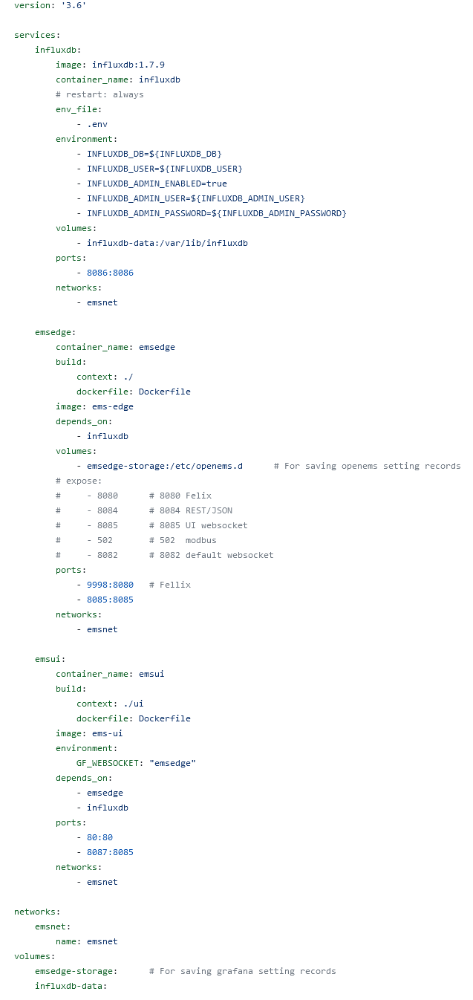 version: '3.6'

services:
    influxdb:
        image: influxdb:1.7.9
        container_name: influxdb
        # restart: always
        env_file:
            - .env
        environment:
            - INFLUXDB_DB=${INFLUXDB_DB}
            - INFLUXDB_USER=${INFLUXDB_USER}
            - INFLUXDB_ADMIN_ENABLED=true
            - INFLUXDB_ADMIN_USER=${INFLUXDB_ADMIN_USER}
            - INFLUXDB_ADMIN_PASSWORD=${INFLUXDB_ADMIN_PASSWORD}
        volumes:
            - influxdb-data:/var/lib/influxdb
        ports:
            - 8086:8086
        networks:
            - emsnet

    emsedge:
        container_name: emsedge
        build:
            context: ./
            dockerfile: Dockerfile
        image: ems-edge
        depends_on:
            - influxdb
        volumes:
            - emsedge-storage:/etc/openems.d      # For saving openems setting records
        # expose:
        #     - 8080      # 8080 Felix
        #     - 8084      # 8084 REST/JSON
        #     - 8085      # 8085 UI websocket
        #     - 502       # 502  modbus
        #     - 8082      # 8082 default websocket
        ports:
            - 9998:8080   # Fellix
            - 8085:8085
        networks:
            - emsnet

    emsui:
        container_name: emsui
        build:
            context: ./ui
            dockerfile: Dockerfile
        image: ems-ui
        environment:
            GF_WEBSOCKET: "emsedge"
        depends_on:
            - emsedge
            - influxdb
        ports:
            - 80:80
            - 8087:8085
        networks:
            - emsnet

networks:
    emsnet:
        name: emsnet
volumes:
    emsedge-storage:      # For saving grafana setting records
    influxdb-data: